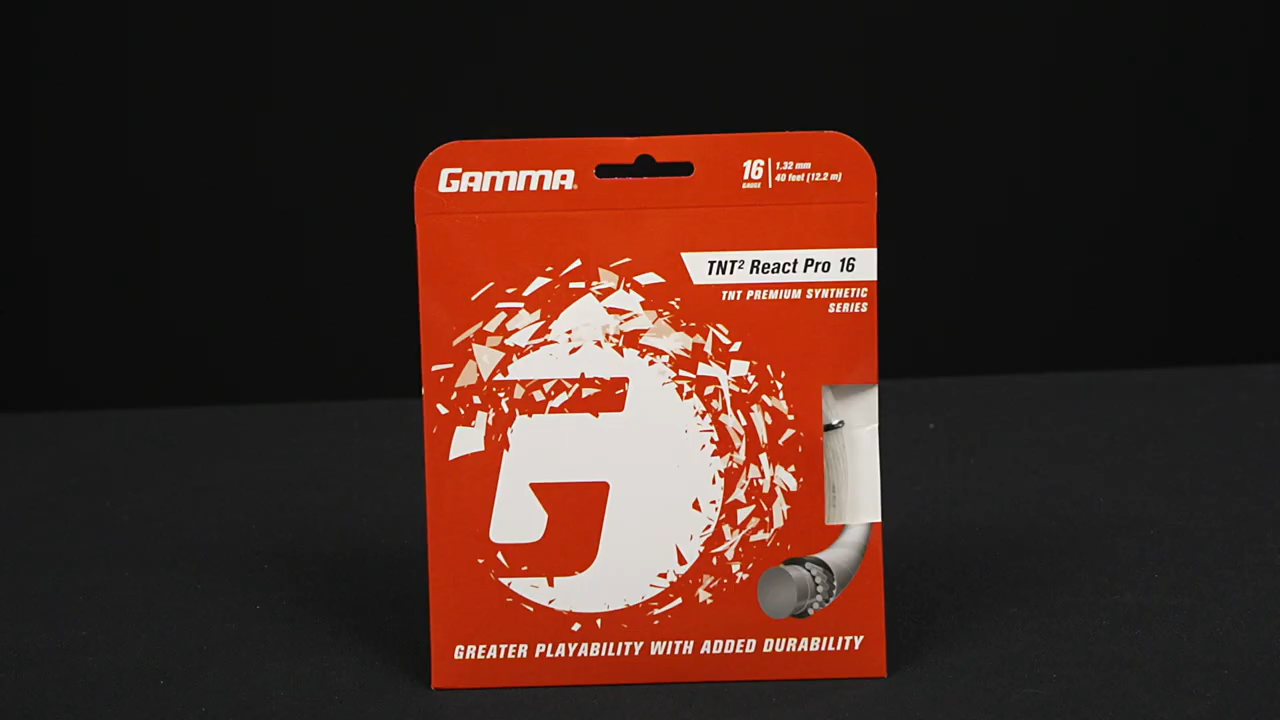 GAMMA
16
GAUGE
1.32 mm
40 feet (12.2 m)
TNT² React Pro 16
TNT PREMIUM SYNTHETIC
SERIES
G
GREATER PLAYABILITY WITH ADDED DURABILITY